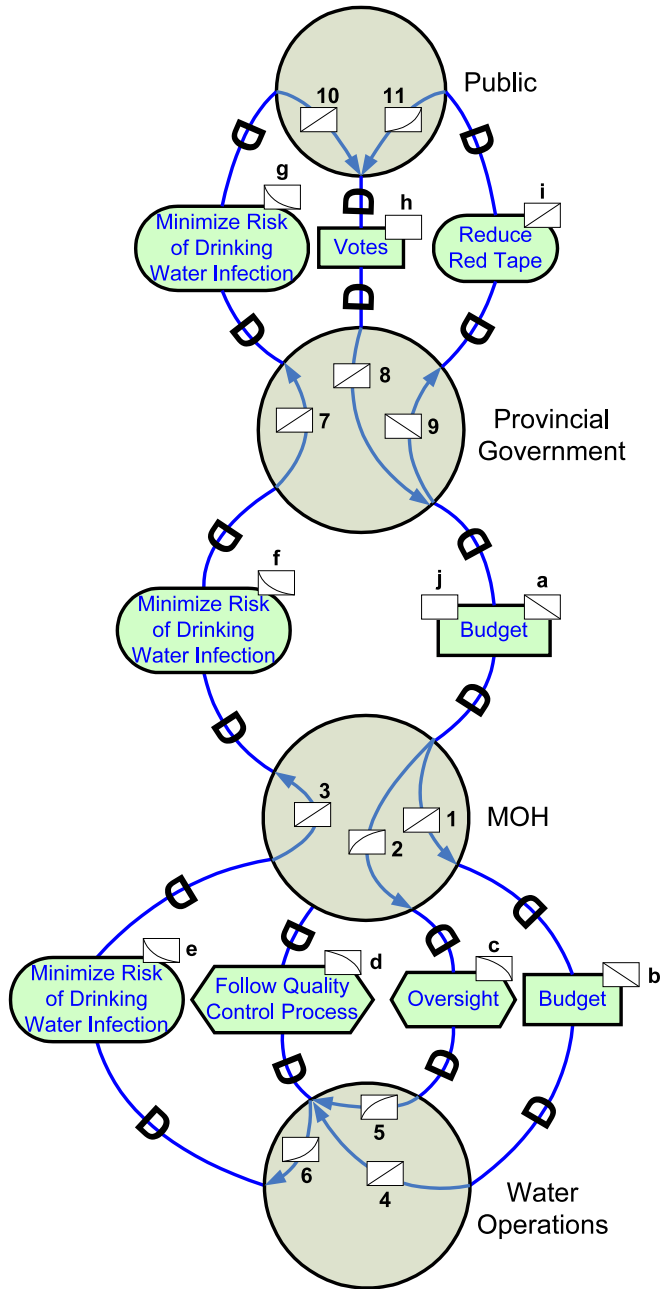 Public
10
11
g
h
i
Minimize Risk
of Drinking
Water Infection
Votes
Reduce
Red Tape
8
7
9
Provincial
Government
f
j
a
Minimize Risk
of Drinking
Water Infection
Budget
3
1
2
MOH
e
d
c
b
Minimize Risk
of Drinking
Water Infection
Follow Quality
Control Process
Oversight
Budget
5
6
4
Water
Operations